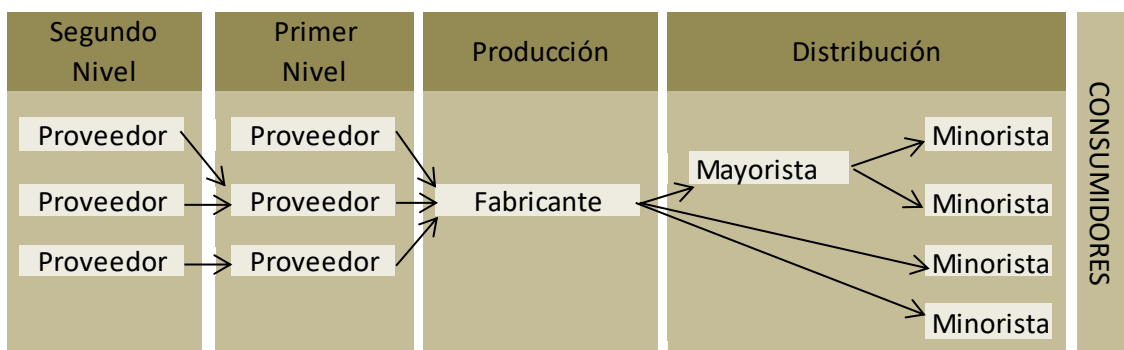 Segundo
Nivel
Primer
Nivel
Producción
Distribución
CONSUMIDORES
Proveedor
Proveedor
Proveedor
Proveedor
Proveedor
Proveedor
Fabricante
Mayorista
Minorista
Minorista
Minorista
Minorista